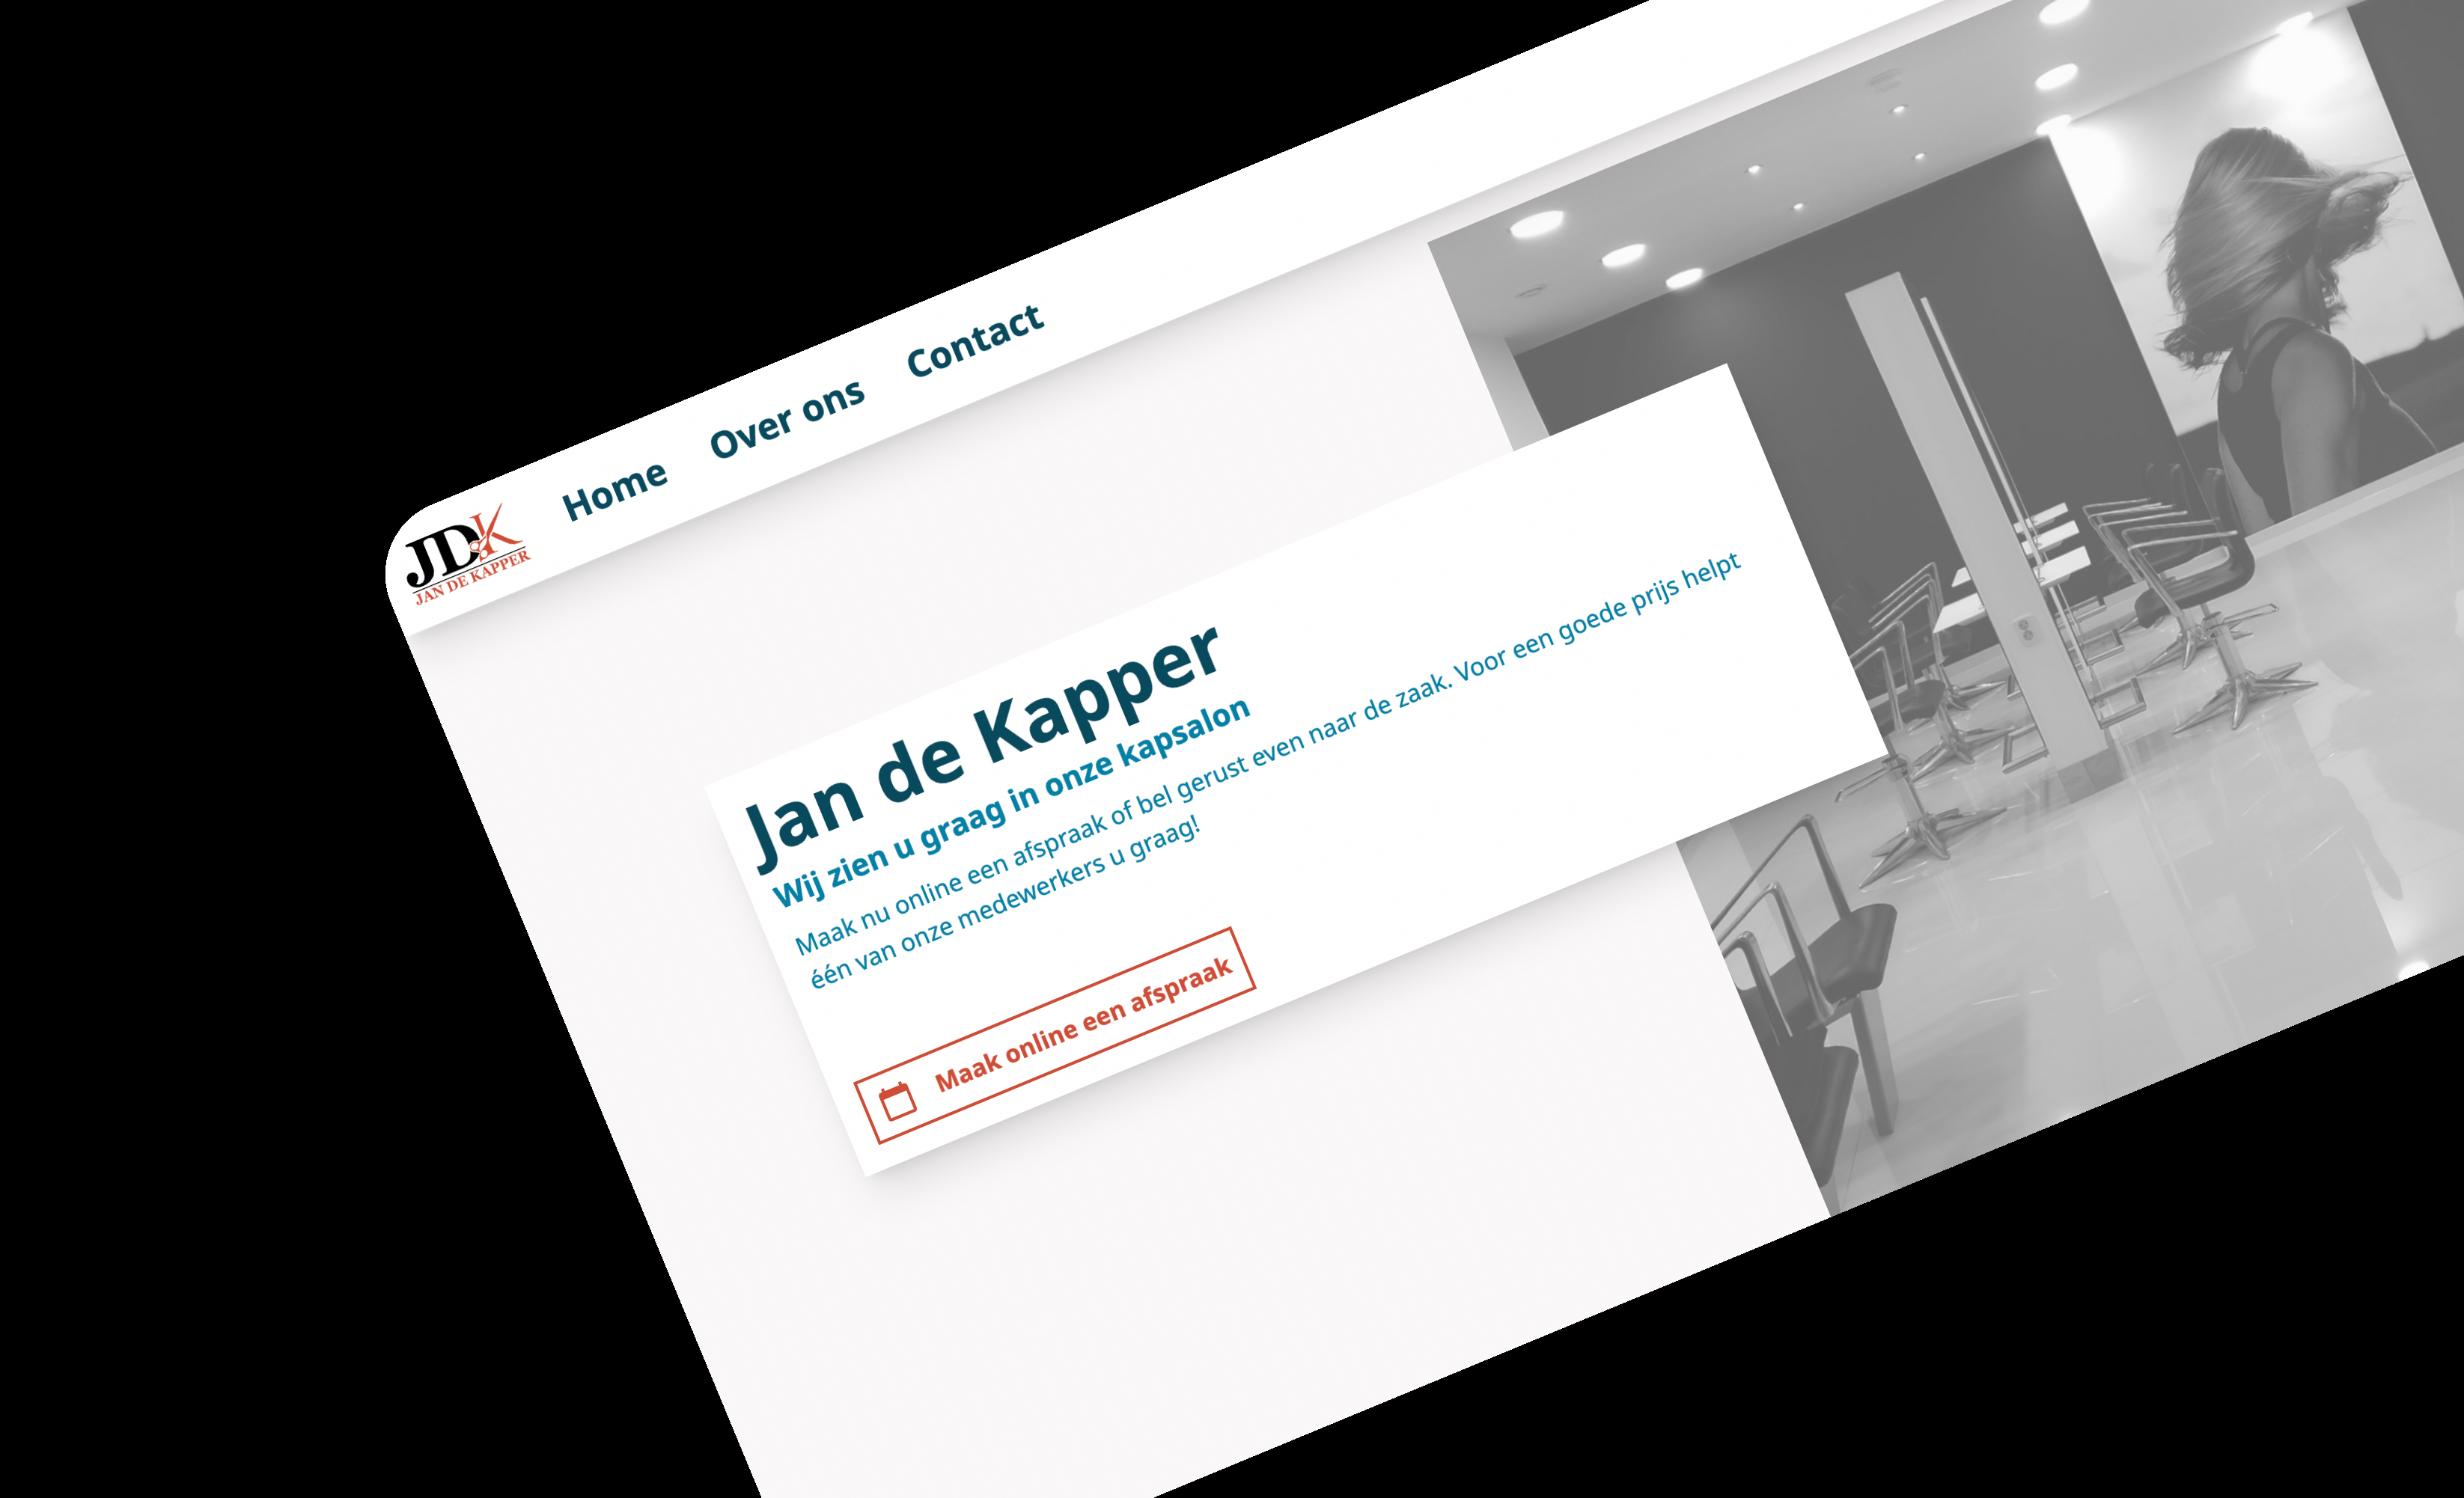 JDK
JAN DE KAPPER
Home
Over ons
Contact
Jan de Kapper
Wij zien u graag in onze kapsalon
Maak nu online een afspraak of bel gerust even naar de zaak. Voor een goede prijs helpt
één van onze medewerkers u graag!
Maak online een afspraak